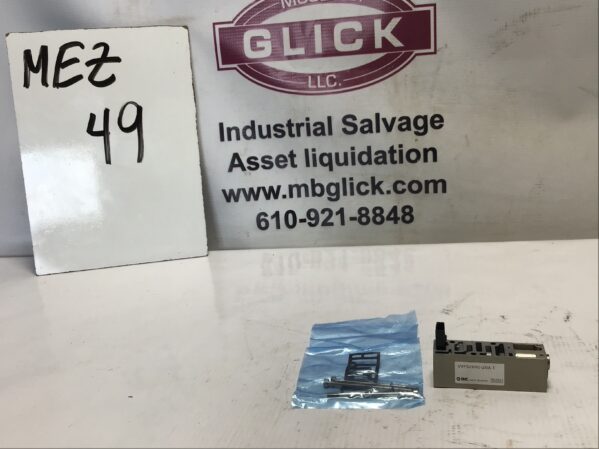 MEZ
49
GLICK
LLC.
Industrial Salvage
Asset liquidation
www.mbglick.com
610-921-8848
SMC